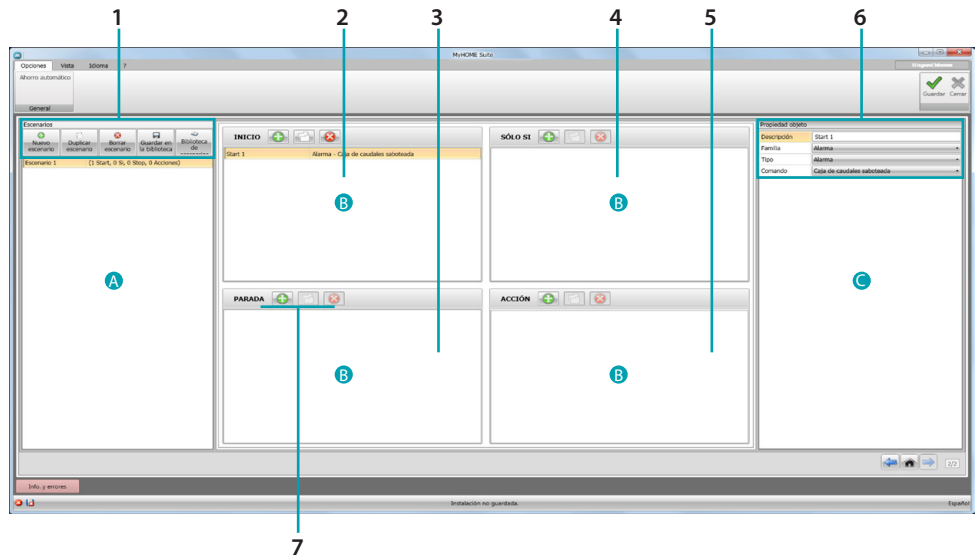 1
2
3
4
5
6
MyHOME Suite
Opciones Vista Idioma ?
Ahorro automático
General
Guardar Cerrar
Escenarios
Nuevo escenario
Duplicar escenario
Borrar escenario
Guardar en la biblioteca
Biblioteca de
Escenario 1 (1 Start, 0 Si, 0 Stop, 0 Acciones)
INICIO
Start 1 Alarma - Caja de caudales saboteada
B
SÓLO SI
B
Propiedad objeto
Descripción Start 1
Familia Alarma
Tipo Alarma
Comando Caja de caudales saboteada
A
C
PARADA
B
ACCIÓN
B
2/2
Info. y errores
Instalación no guardada.
Español
7